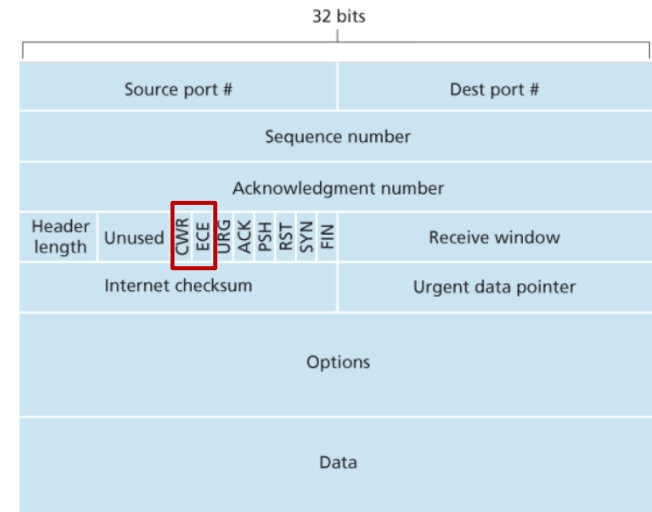 32 bits
Source port #
Dest port #
Sequence number
Acknowledgment number
Header
length
Unused
CWR
ECE
URG
ACK
PSH
RST
SYN
FIN
Receive window
Internet checksum
Urgent data pointer
Options
Data